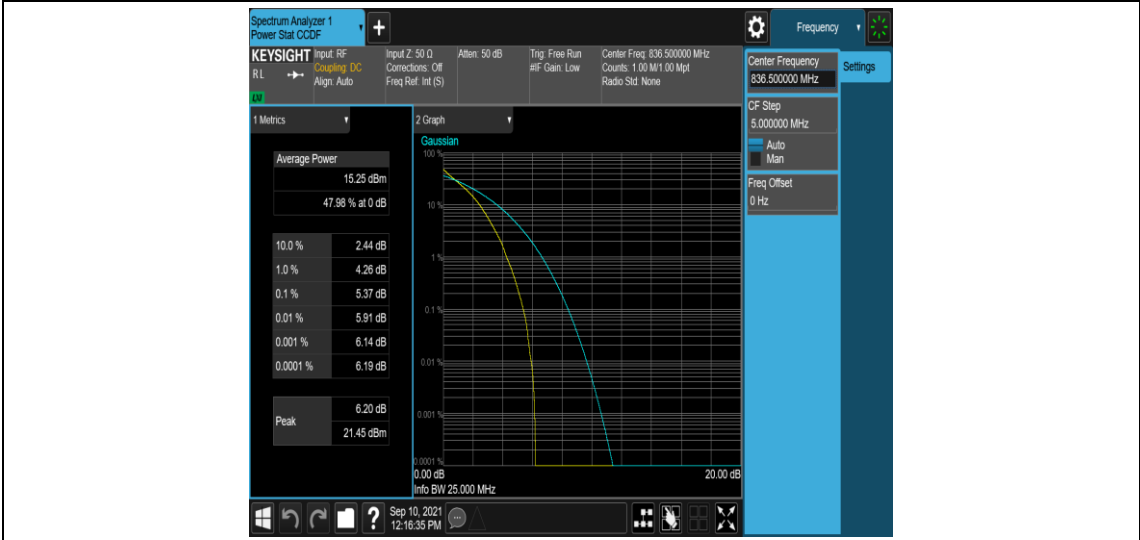 Spectrum Analyzer 1
Power Stat CCDF
+
Frequency
KEYSIGHT
Input: RF
Input Z: 50 Ω
Atten: 50 dB
Trig: Free Run
Center Freq: 836.500000 MHz
R L
Coupling: DC
Corrections: Off
#IF Gain: Low
Counts: 1.00 M/1.00 Mpt
Align: Auto
Freq Ref: Int (S)
Radio Std: None
Center Frequency
836.500000 MHz
Settings
CF Step
5.000000 MHz
Auto
Man
Freq Offset
0 Hz
1 Metrics
Average Power
15.25 dBm
47.98 % at 0 dB
10.0 % 2.44 dB
1.0 % 4.26 dB
0.1 % 5.37 dB
0.01 % 5.91 dB
0.001 % 6.14 dB
0.0001 % 6.19 dB
Peak
6.20 dB
21.45 dBm
2 Graph
Gaussian
100 %
10 %
1 %
0.1 %
0.01 %
0.001 %
0.0001 %
0.00 dB 20.00 dB
Info BW 25.000 MHz
?
Sep 10, 2021
12:16:35 PM